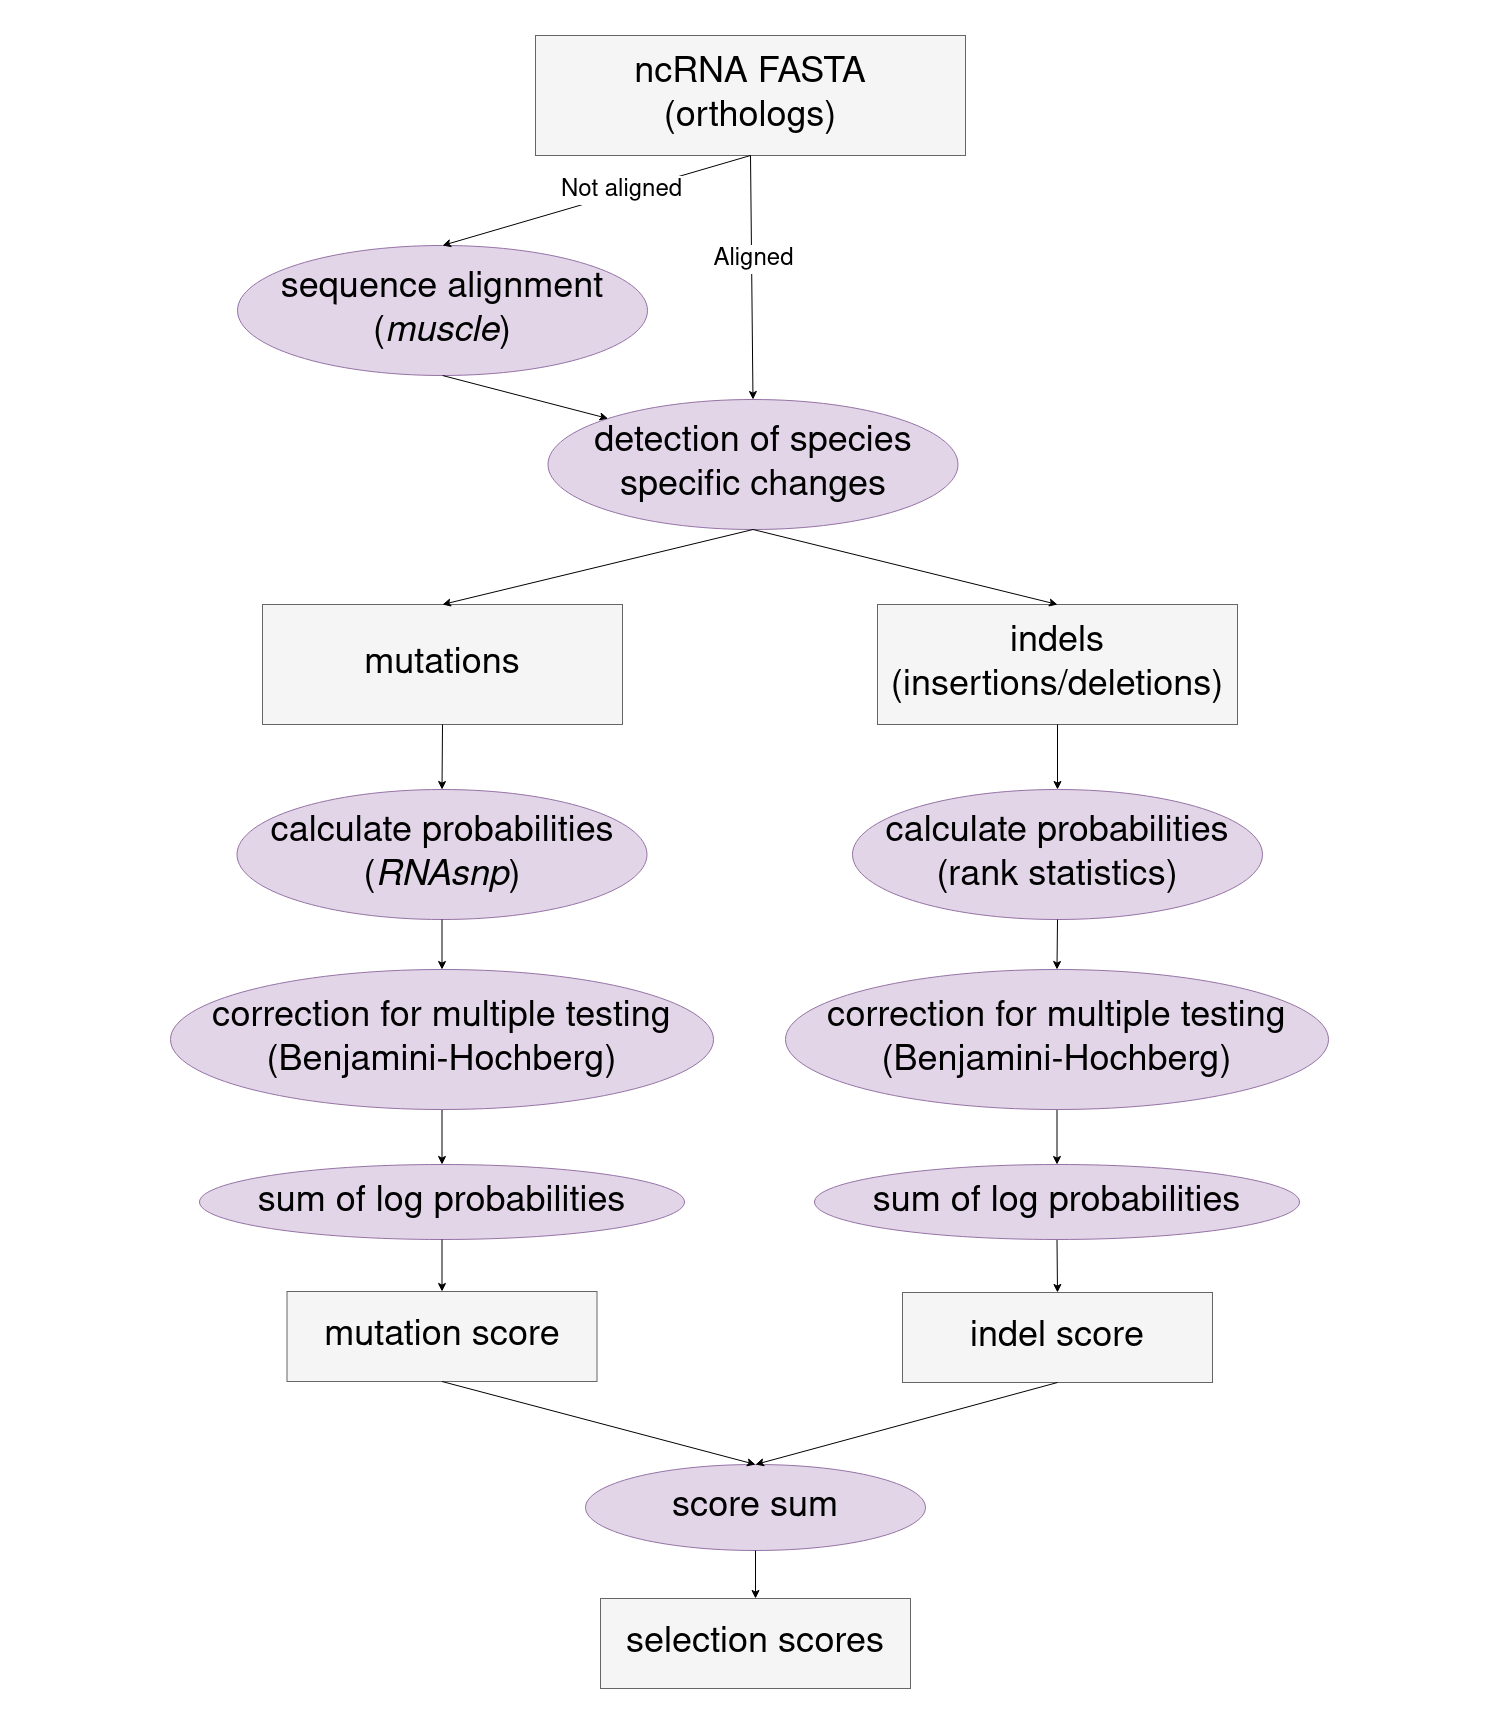 ncRNA FASTA
(orthologs)
Not aligned
Aligned
sequence alignment
(muscle)
detection of species
specific changes
mutations
indels
(insertions/deletions)
calculate probabilities
(RNAsnp)
calculate probabilities
(rank statistics)
correction for multiple testing
(Benjamini-Hochberg)
correction for multiple testing
(Benjamini-Hochberg)
sum of log probabilities
sum of log probabilities
mutation score
indel score
score sum
selection scores